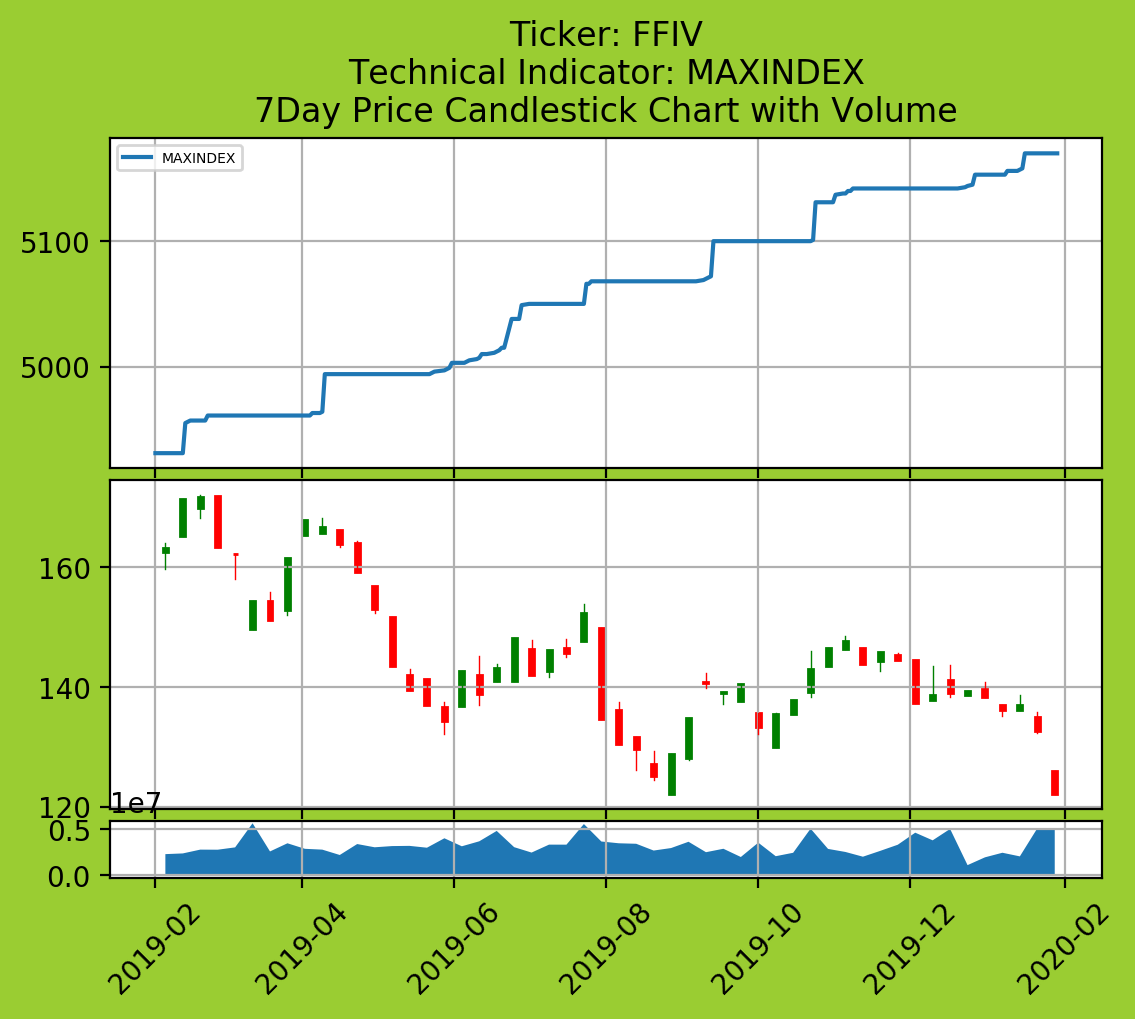 Ticker: FFIV
Technical Indicator: MAXINDEX
7Day Price Candlestick Chart with Volume
MAXINDEX
5100
5000
160
140
120
1e7
0.5
0.0
2019-02
2019-04
2019-06
2019-08
2019-10
2019-12
2020-02